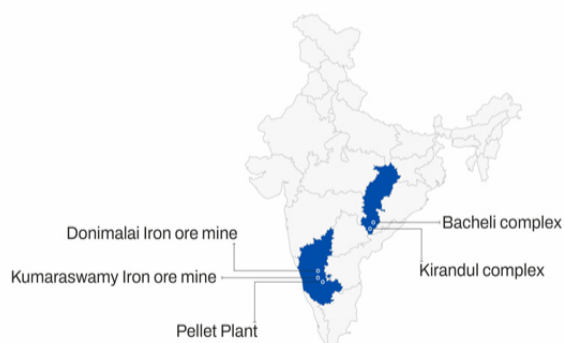 Bacheli complex
Donimalai Iron ore mine
Kirandul complex
Kumaraswamy Iron ore mine
Pellet Plant